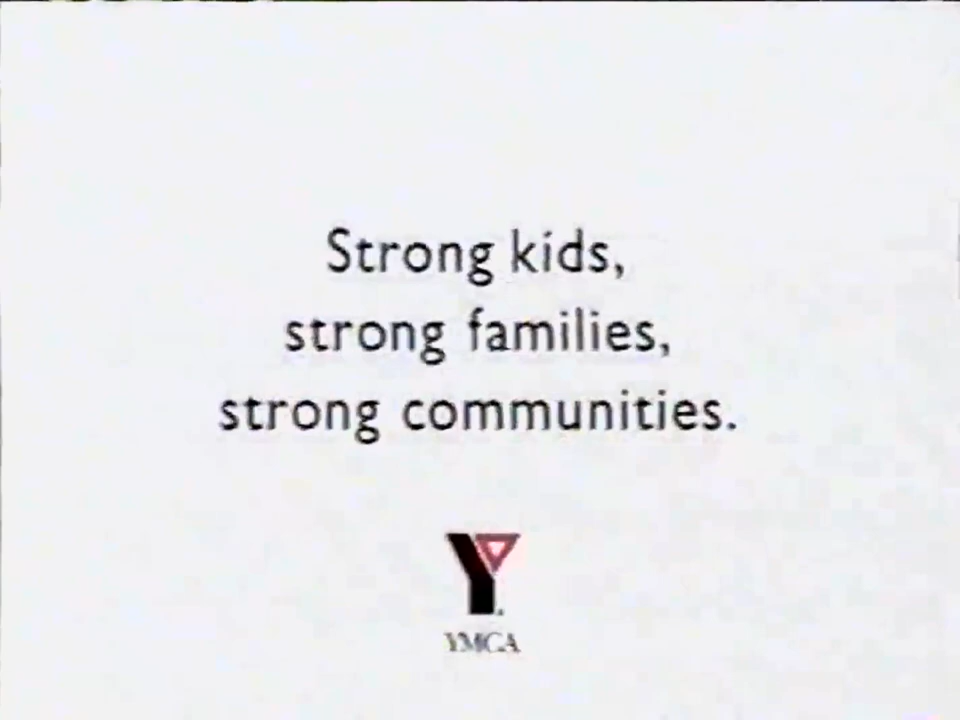 Strong kids,
strong families,
strong communities.
Y
YMCA